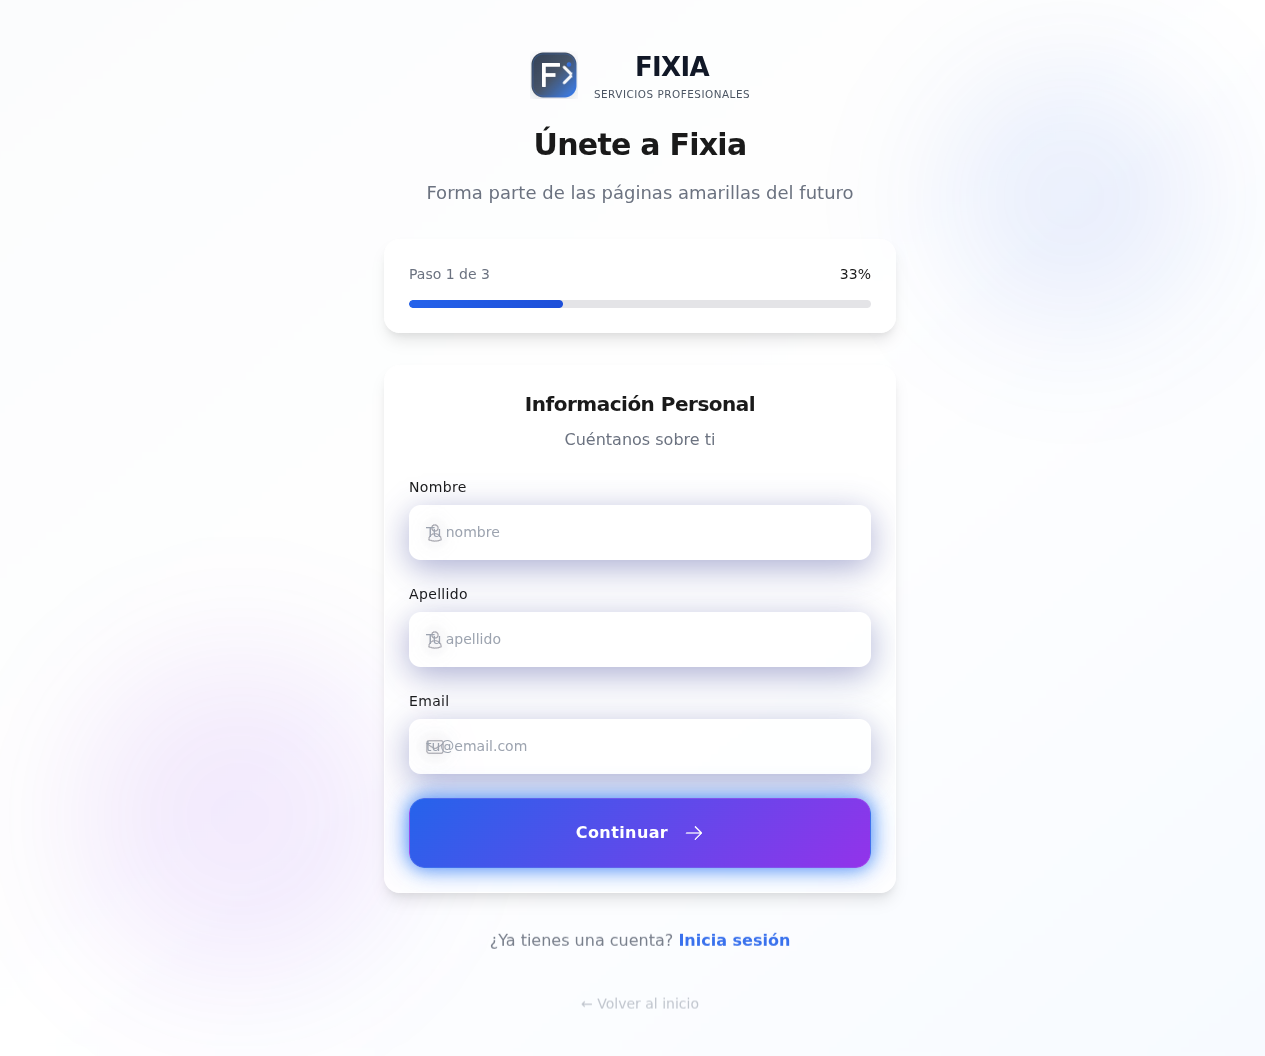 FIXIA
SERVICIOS PROFESIONALES
Únete a Fixia
Forma parte de las páginas amarillas del futuro
Paso 1 de 3
33%
Información Personal
Cuéntanos sobre ti
Nombre
Tu nombre
Apellido
Tu apellido
Email
tu@email.com
Continuar →
¿Ya tienes una cuenta? Inicia sesión
← Volver al inicio